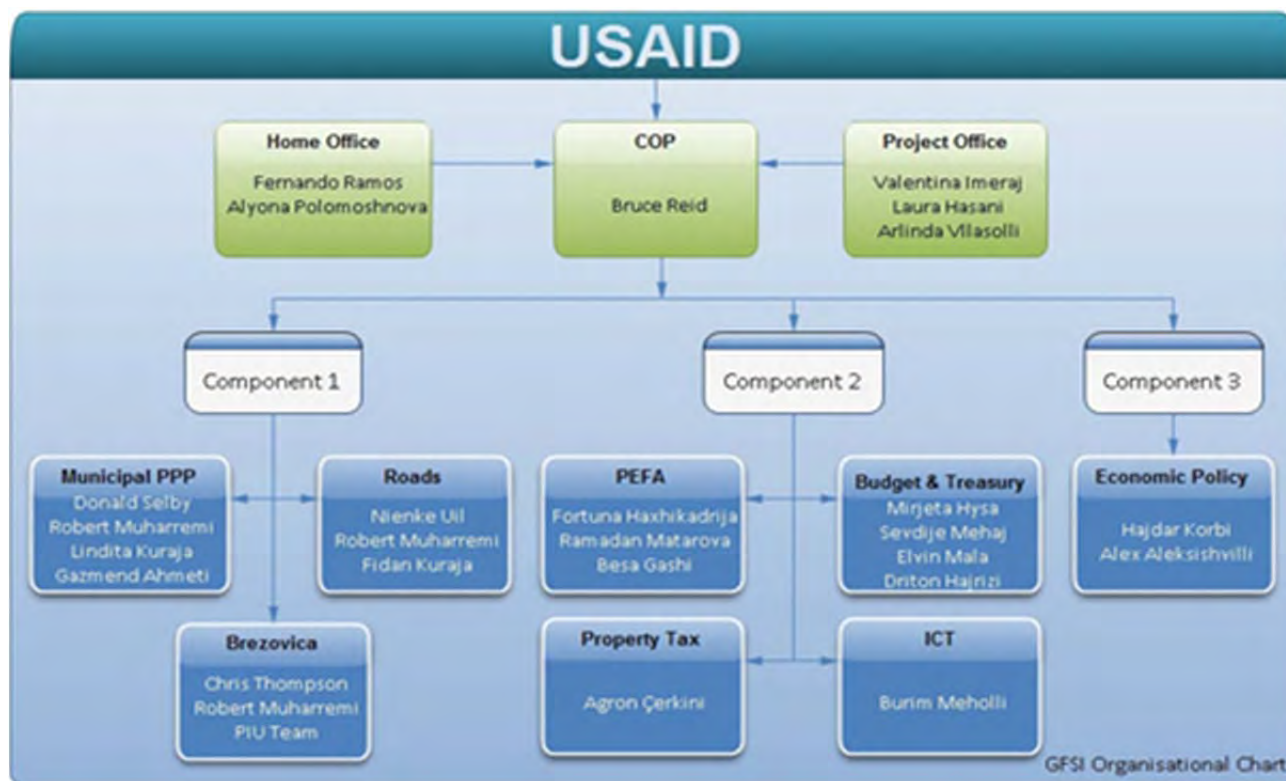 USAID
Home Office
Fernando Ramos
Alyona Polomoshnova
COP
Bruce Reid
Project Office
Valentina Imeraj
Laura Hasani
Arlinda Vllasolli
Component 1
Component 2
Component 3
Municipal PPP
Donald Selby
Robert Muharremi
Lindita Kuraja
Gazmend Ahmeti
Roads
Nienke Uil
Robert Muharremi
Fidan Kuraja
PEFA
Fortuna Haxhikadrija
Ramadan Matarova
Besa Gashi
Budget & Treasury
Mirjeta Hysa
Sevdije Mehaj
Elvin Mala
Driton Hajrizi
Economic Policy
Hajdar Korbi
Alex Aleksishvilli
Brezovica
Chris Thompson
Robert Muharremi
PIU Team
Property Tax
Agron Çerkini
ICT
Burim Meholli
GFSI Organisational Chart